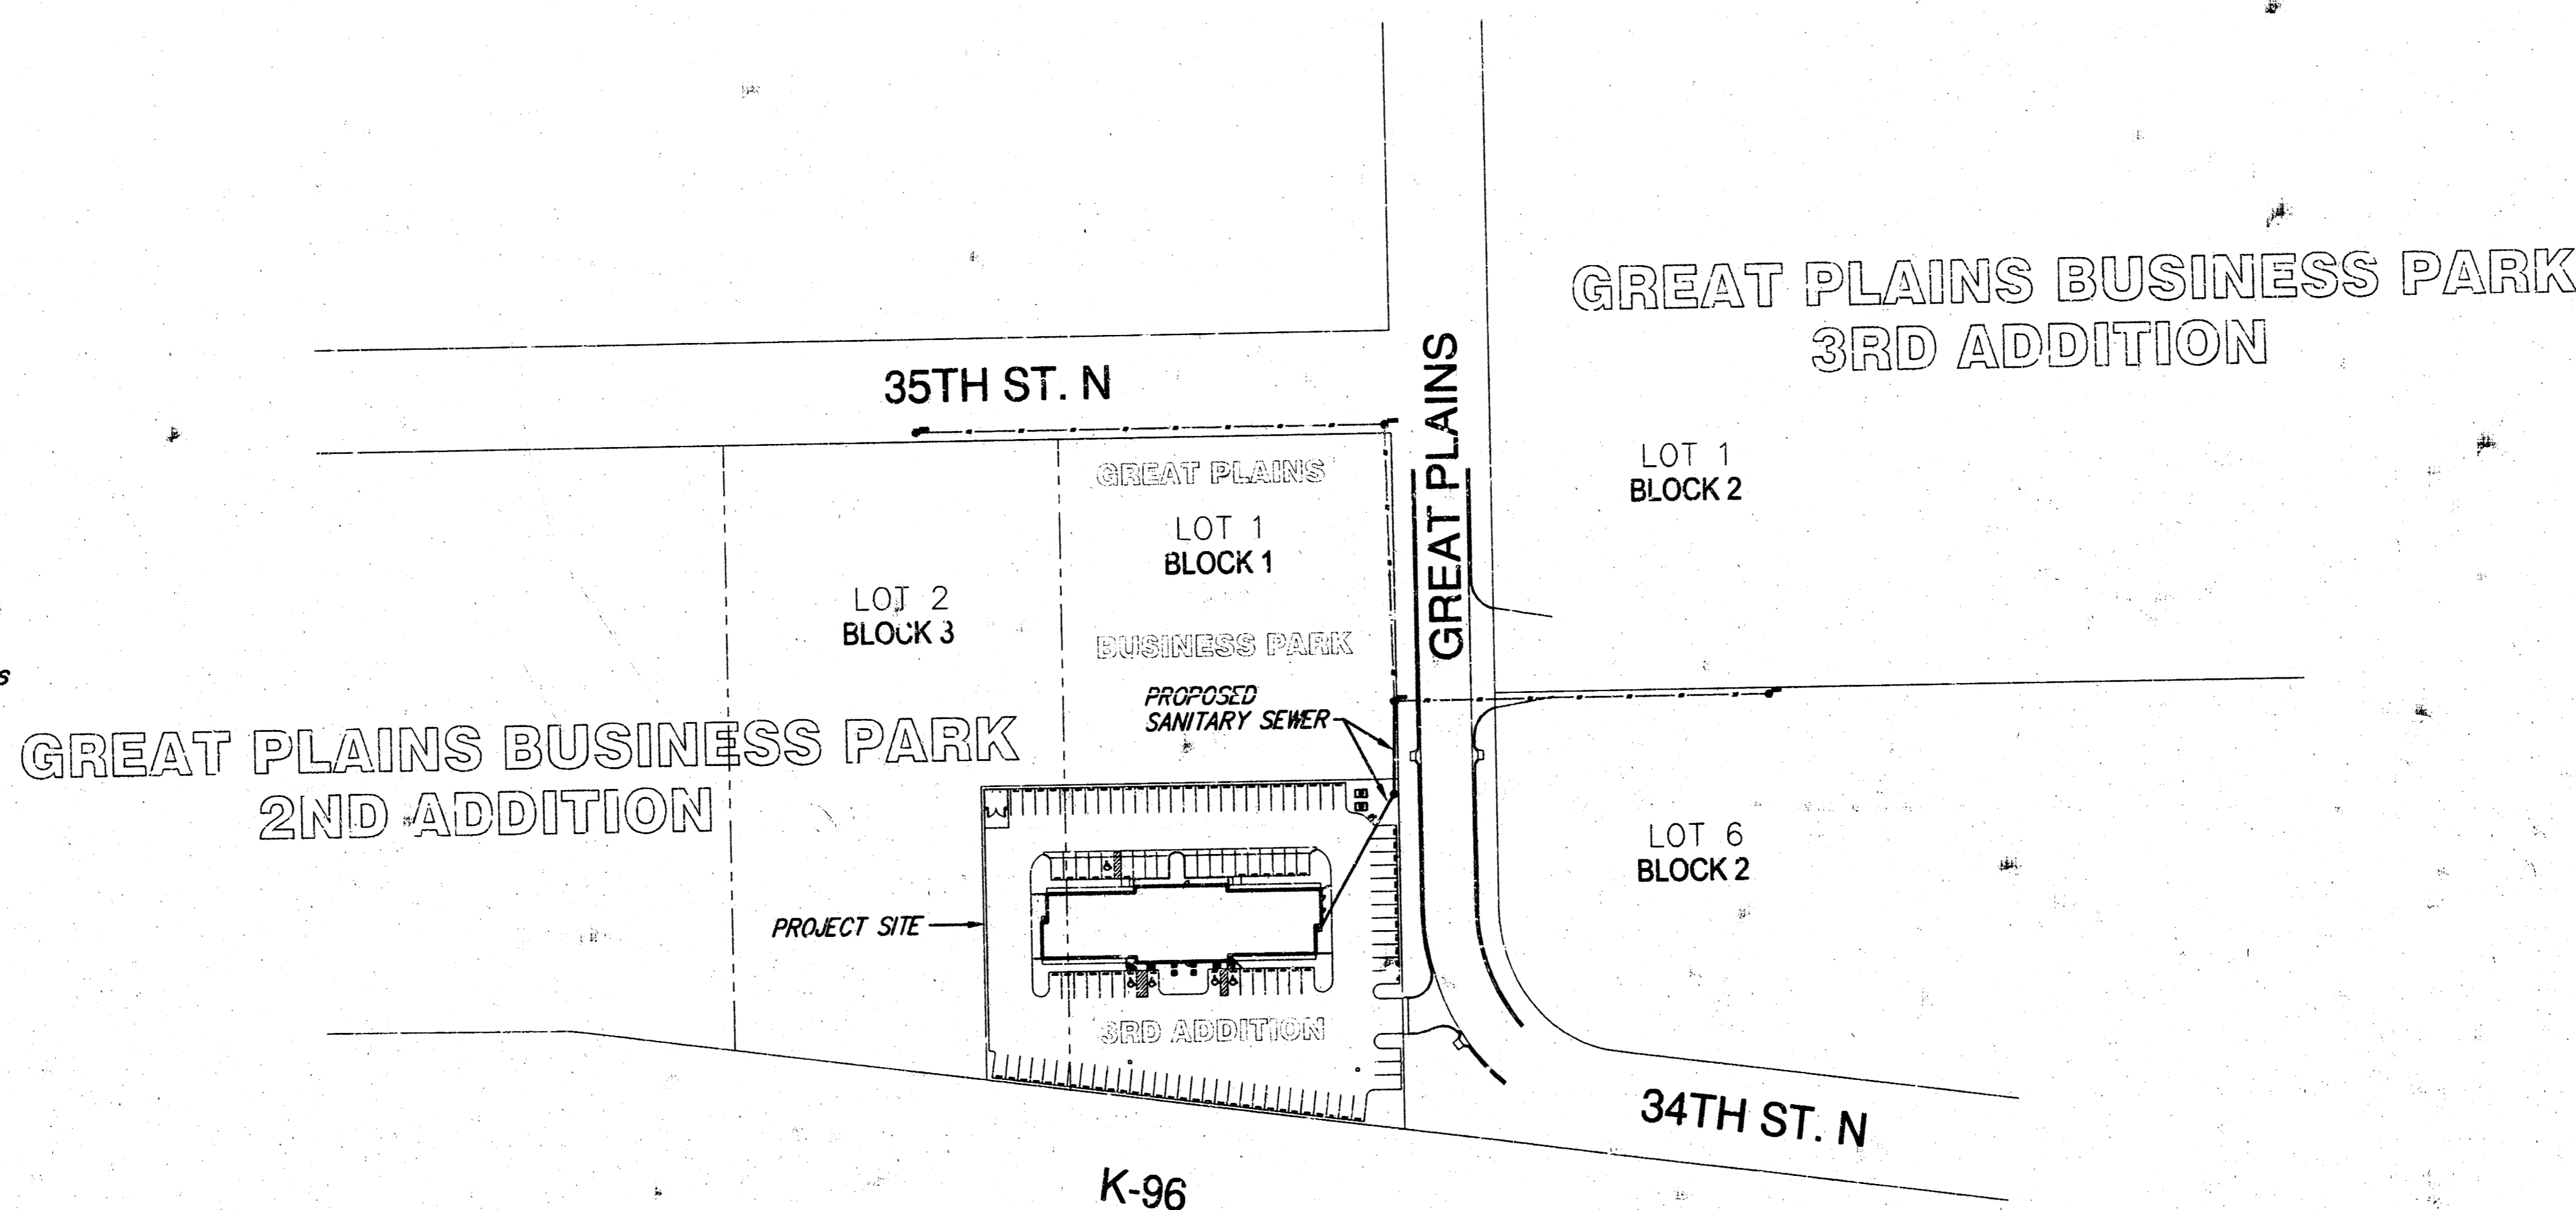 GREAT PLAINS BUSINESS PARK
3RD ADDITION
35TH ST. N
GREAT PLAINS
GREAT PLAINS
LOT 1
BLOCK 1
BUSINESS PARK
3RD ADDITION
LOT 1
BLOCK 2
LOT 2
BLOCK 3
PROPOSED
SANITARY SEWER
GREAT PLAINS BUSINESS PARK
2ND ADDITION
PROJECT SITE
LOT 6
BLOCK 2
34TH ST. N
K-96